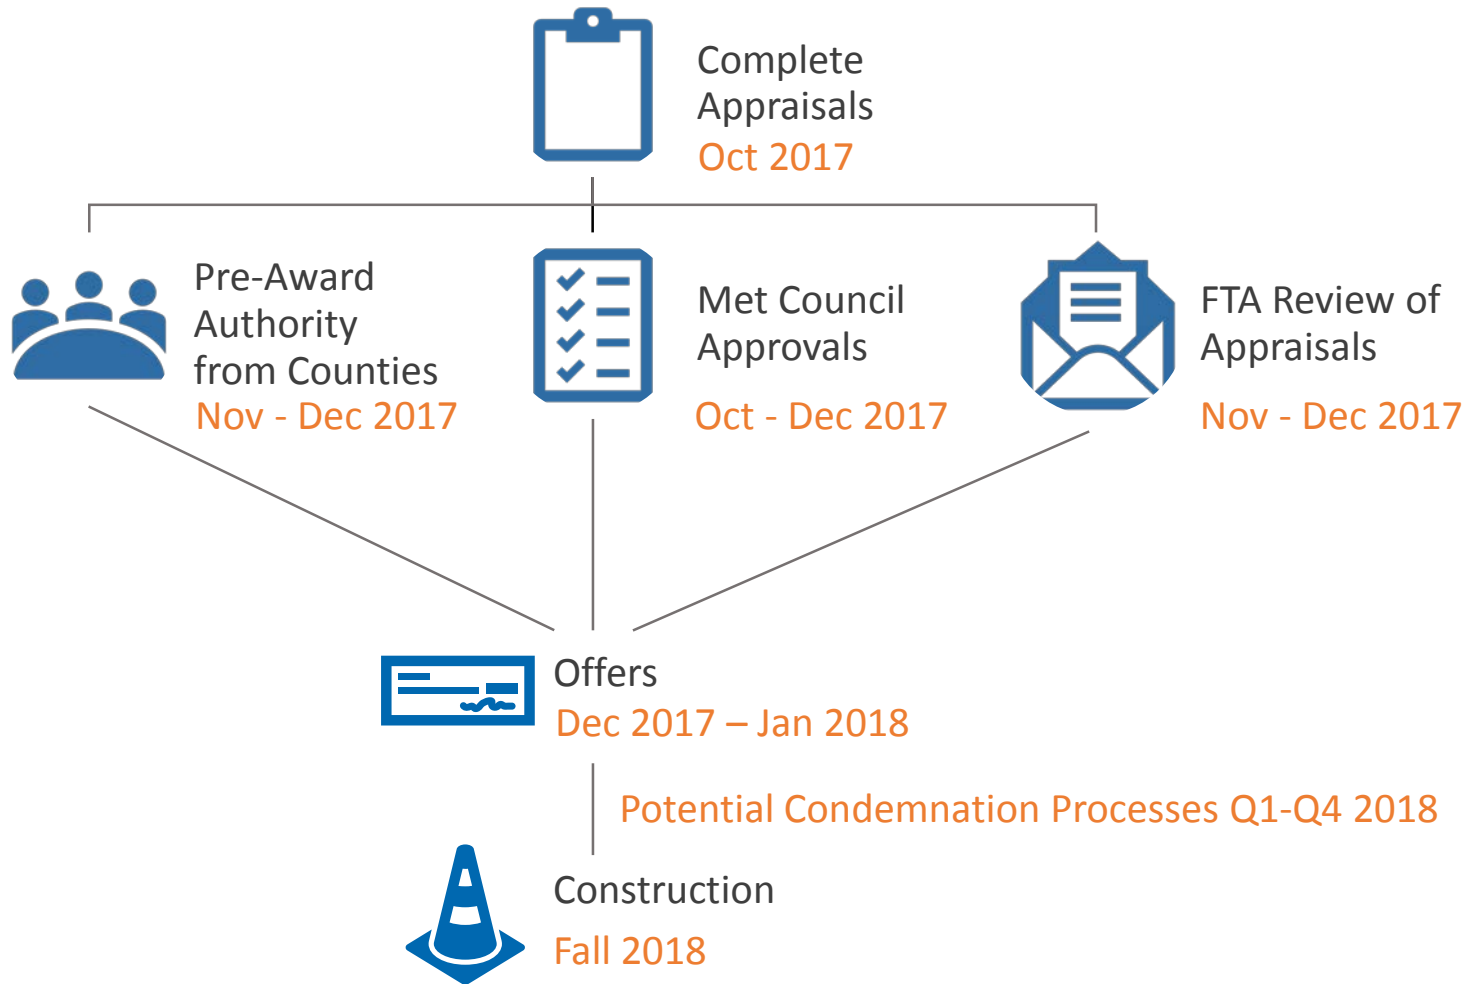 Complete
Appraisals
Oct 2017
Pre-Award
Authority
from Counties
Nov - Dec 2017
Met Council
Approvals
Oct - Dec 2017
FTA Review of
Appraisals
Nov - Dec 2017
Offers
Dec 2017 – Jan 2018
Potential Condemnation Processes Q1-Q4 2018
Construction
Fall 2018